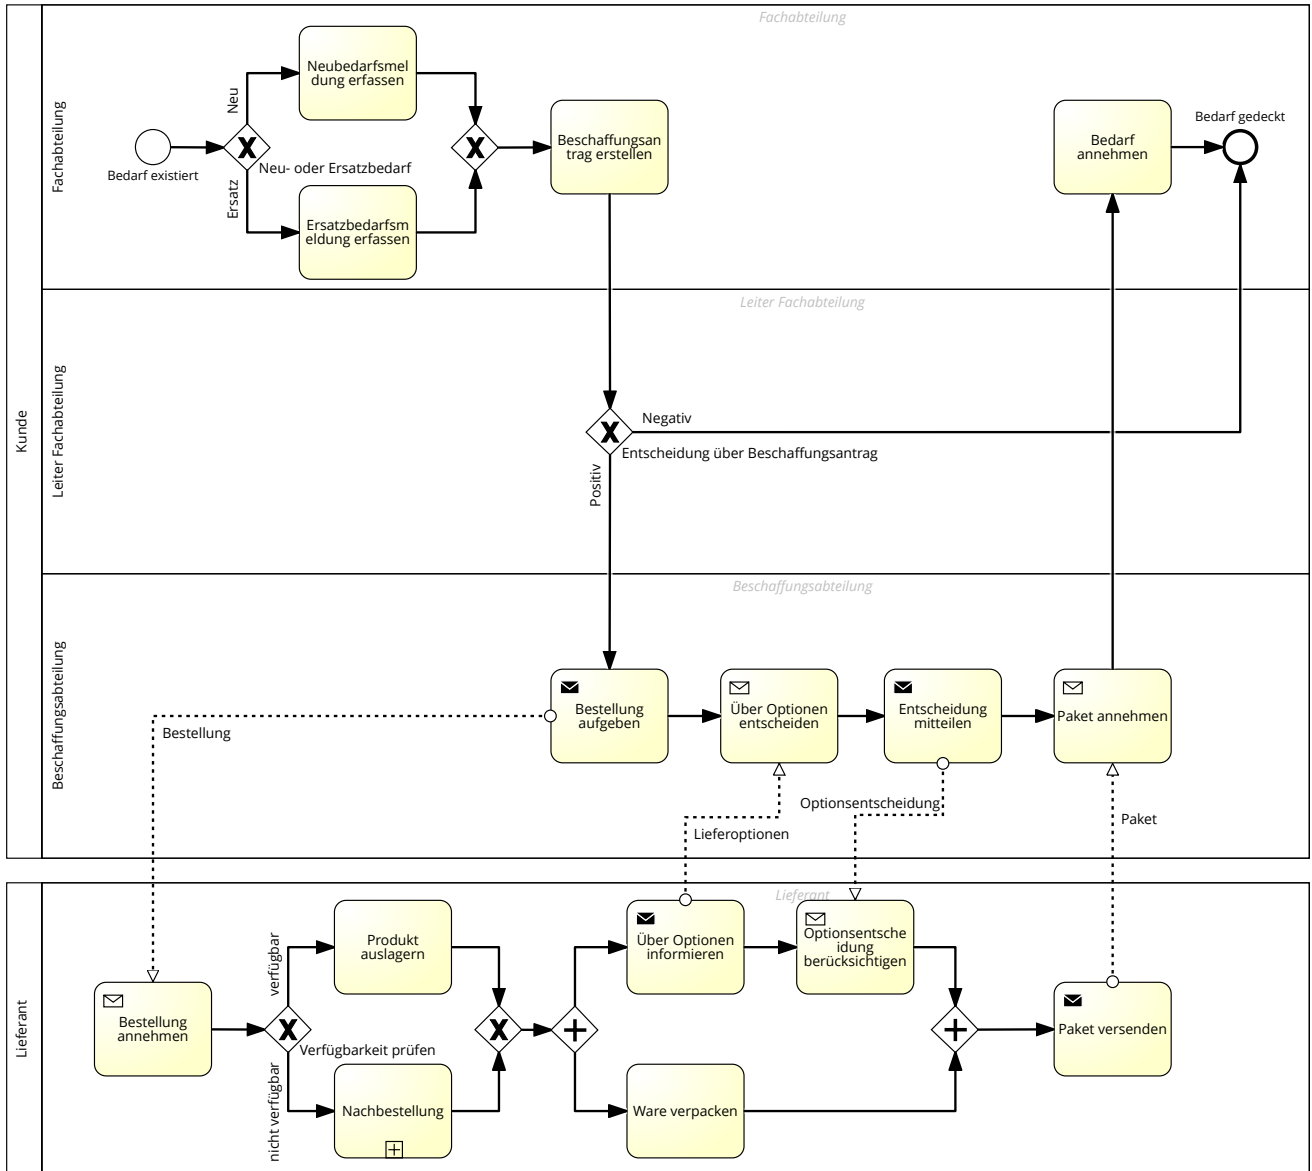 Fachabteilung
Kunde
Fachabteilung
Bedarf existiert
Neu
Ersatz
Neu- oder Ersatzbedarf
Neubedarfsmel
dung erfassen
Ersatzbedarfsm
eldung erfassen
Beschaffungsan
trag erstellen
Bedarf
annehmen
Bedarf gedeckt
Leiter Fachabteilung
Leiter Fachabteilung
Negativ
Entscheidung über Beschaffungsantrag
Positiv
Beschaffungsabteilung
Beschaffungsabteilung
Bestellung
aufgeben
Über Optionen
entscheiden
Entscheidung
mitteilen
Paket annehmen
Bestellung
Lieferoptionen
Optionsentscheidung
Paket
Lieferant
Lieferant
Bestellung
annehmen
verfügbar
nicht verfügbar
Verfügbarkeit prüfen
Produkt
auslagern
Nachbestellung
Über Optionen
informieren
Optionsentsche
idung
berücksichtigen
Ware verpacken
Paket versenden